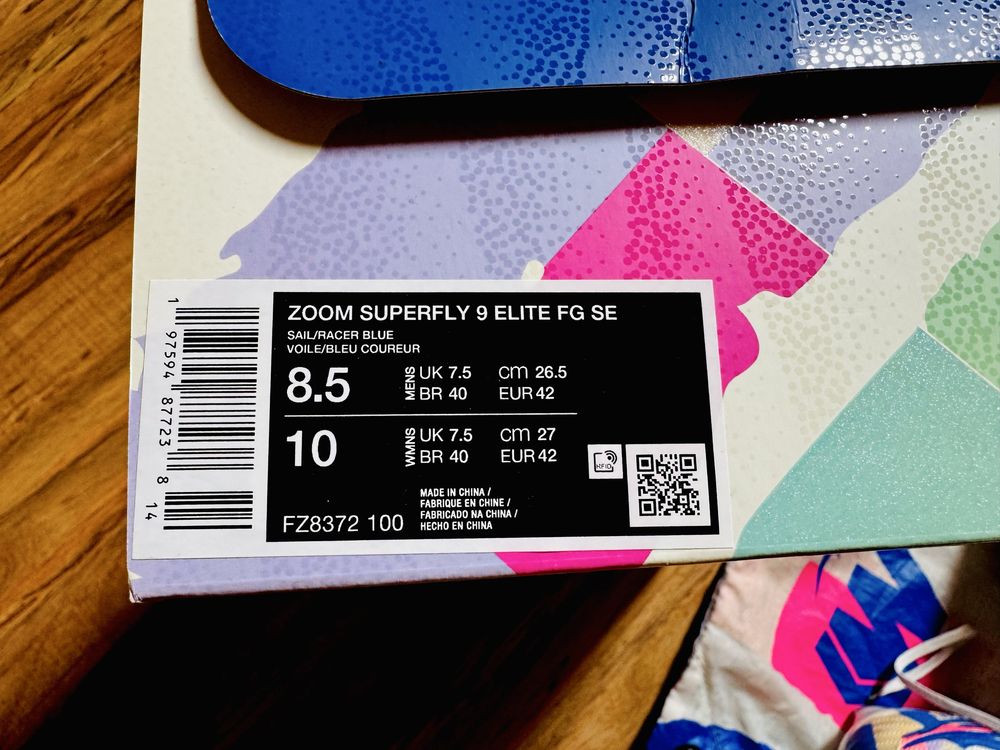 ZOOM SUPERFLY 9 ELITE FG SE
SAIL/RACER BLUE
VOILE/BLEU COUREUR
8.5 MENS UK 7.5 cm 26.5
BR 40 EUR 42
10 WMNS UK 7.5 cm 27
BR 40 EUR 42
RFID
MADE IN CHINA /
FABRIQUE EN CHINE /
FABRICADO NA CHINA /
HECHO EN CHINA
FZ8372 100
1 97594 87723 8 14